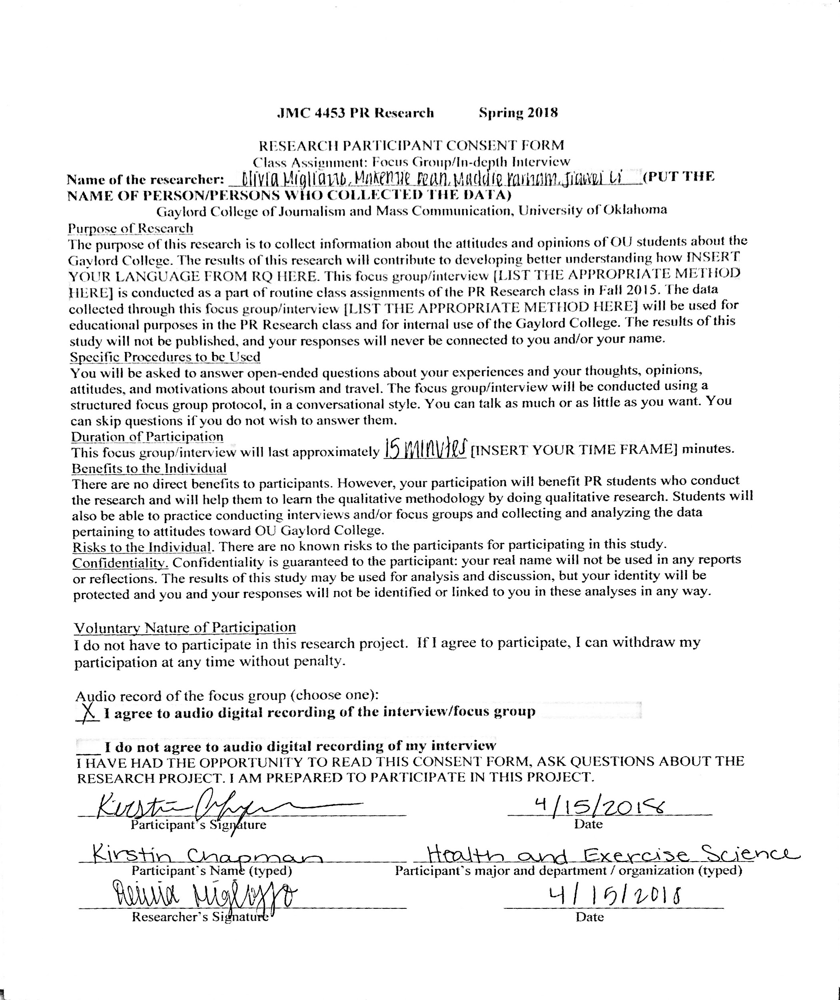 JMC 4453 PR Research Spring 2018
RESEARCH PARTICIPANT CONSENT FORM
Class Assignment: Focus Group/In-depth Interview
Name of the researcher: Olivia Migliano, Makenzie Maddie Jiawei Li (PUT THE
NAME OF PERSON/PERSONS WHO COLLECTED THE DATA)
Gaylord College of Journalism and Mass Communication, University of Oklahoma
Purpose of Research
The purpose of this research is to collect information about the attitudes and opinions of OU students about the
Gaylord College. The results of this research will contribute to developing better understanding how INSERT
YOUR LANGUAGE FROM RQ HERE. This focus group/interview [LIST THE APPROPRIATE METHOD
HERE] is conducted as a part of routine class assignments of the PR Research class in Fall 2015. The data
collected through this focus group/interview [LIST THE APPROPRIATE METHOD HERE] will be used for
educational purposes in the PR Research class and for internal use of the Gaylord College. The results of this
study will not be published, and your responses will never be connected to you and/or your name.
Specific Procedures to be Used
You will be asked to answer open-ended questions about your experiences and your thoughts, opinions,
attitudes, and motivations about tourism and travel. The focus group/interview will be conducted using a
structured focus group protocol, in a conversational style. You can talk as much or as little as you want. You
can skip questions if you do not wish to answer them.
Duration of Participation
This focus group/interview will last approximately 15 minutes [INSERT YOUR TIME FRAME] minutes.
Benefits to the Individual
There are no direct benefits to participants. However, your participation will benefit PR students who conduct
the research and will help them to learn the qualitative methodology by doing qualitative research. Students will
also be able to practice conducting interviews and/or focus groups and collecting and analyzing the data
pertaining to attitudes toward OU Gaylord College.
Risks to the Individual. There are no known risks to the participants for participating in this study.
Confidentiality. Confidentiality is guaranteed to the participant: your real name will not be used in any reports
or reflections. The results of this study may be used for analysis and discussion, but your identity will be
protected and you and your responses will not be identified or linked to you in these analyses in any way.
Voluntary Nature of Participation
I do not have to participate in this research project. If I agree to participate, I can withdraw my
participation at any time without penalty.
Audio record of the focus group (choose one):
X I agree to audio digital recording of the interview/focus group
___ I do not agree to audio digital recording of my interview
I HAVE HAD THE OPPORTUNITY TO READ THIS CONSENT FORM, ASK QUESTIONS ABOUT THE
RESEARCH PROJECT. I AM PREPARED TO PARTICIPATE IN THIS PROJECT.
Kirstin 4/15/2018
Participant's Signature Date
Kirstin Chapman Health and Exercise Science
Participant's Name (typed) Participant's major and department / organization (typed)
4/15/2018
Researcher's Signature Date